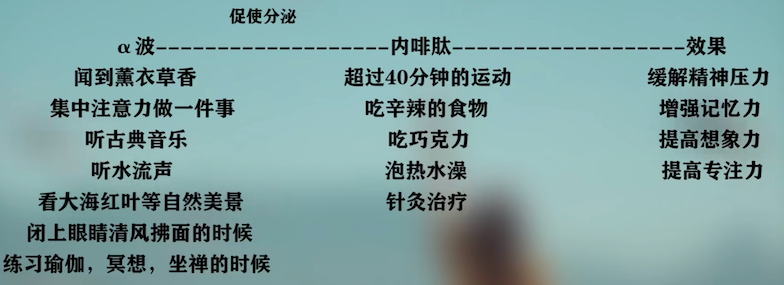 促使分泌
α波-------------------内啡肽-------------------效果
闻到薰衣草香 超过40分钟的运动 缓解精神压力
集中注意力做一件事 吃辛辣的食物 增强记忆力
听古典音乐 吃巧克力 提高想象力
听水流声 泡热水澡 提高专注力
看大海红叶等自然美景 针灸治疗
闭上眼睛清风拂面的时候
练习瑜伽，冥想，坐禅的时候